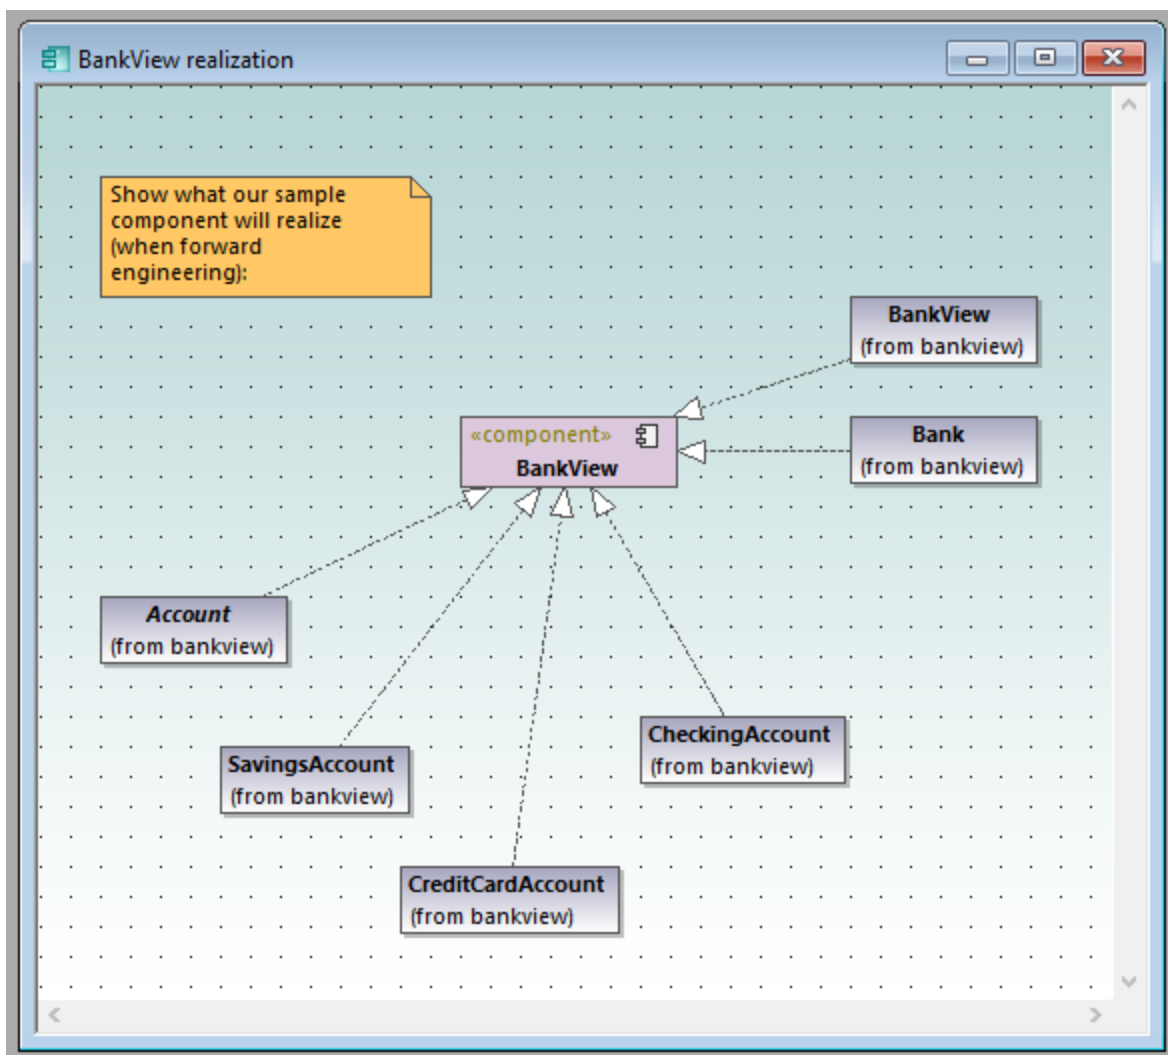 BankView realization
Show what our sample
component will realize
(when forward
engineering):
BankView
(from bankview)
«component»
BankView
Bank
(from bankview)
Account
(from bankview)
CheckingAccount
(from bankview)
SavingsAccount
(from bankview)
CreditCardAccount
(from bankview)